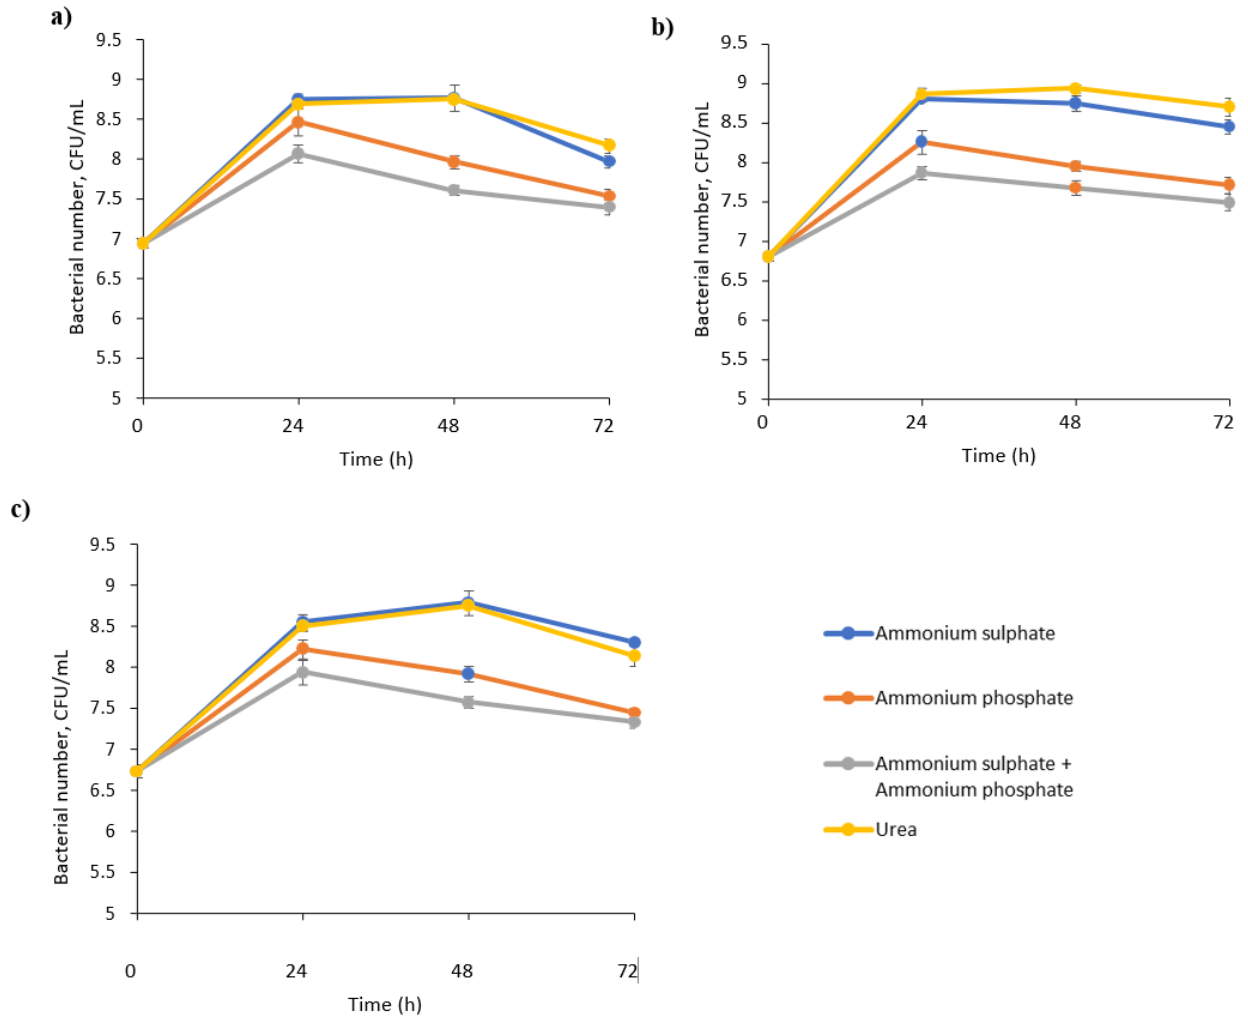 a)
9.5
9
8.5
8
7.5
7
6.5
6
5.5
5
Bacterial number, CFU/mL
0 24 48 72
Time (h)
b)
9.5
9
8.5
8
7.5
7
6.5
6
5.5
5
Bacterial number, CFU/mL
0 24 48 72
Time (h)
c)
9.5
9
8.5
8
7.5
7
6.5
6
5.5
5
Bacterial number, CFU/mL
0 24 48 72
Time (h)
Ammonium sulphate
Ammonium phosphate
Ammonium sulphate +
Ammonium phosphate
Urea